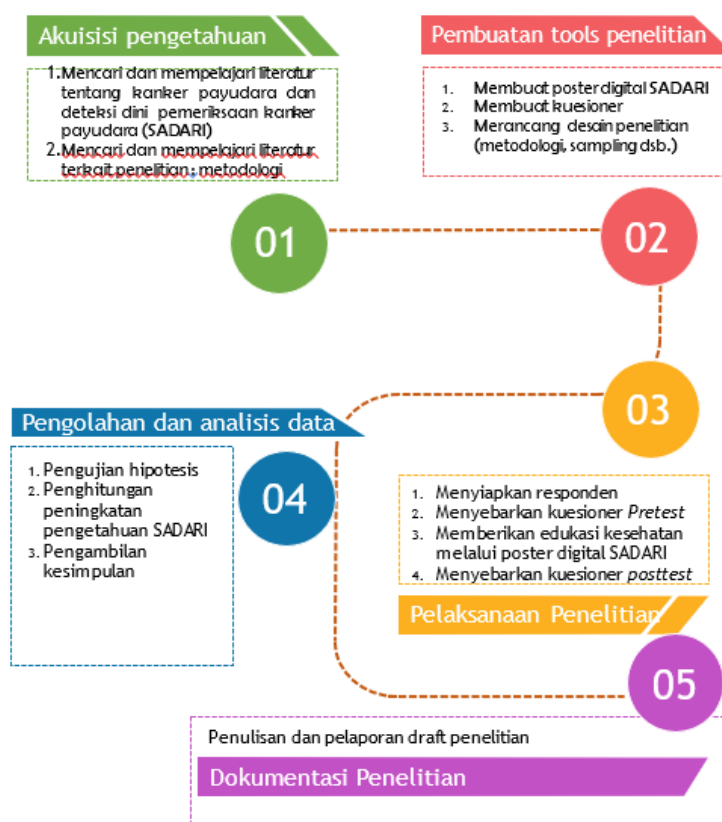 Akuisisi pengetahuan
1.Mencari dan mempelajari literatur
tentang kanker payudara dan
deteksi dini pemeriksaan kanker
payudara (SADARI)
2.Mencari dan mempelajari literatur
terkait penelitian : metodologi
01
Pembuatan tools penelitian
1. Membuat poster digital SADARI
2. Membuat kuesioner
3. Merancang desain penelitian
(metodologi, sampling dsb.)
02
03
1. Menyiapkan responden
2. Menyebarkan kuesioner Pretest
3. Memberikan edukasi kesehatan
melalui poster digital SADARI
4. Menyebarkan kuesioner posttest
Pelaksanaan Penelitian
Pengolahan dan analisis data
1. Pengujian hipotesis
2. Penghitungan
peningkatan
pengetahuan SADARI
3. Pengambilan
kesimpulan
04
05
Penulisan dan pelaporan draft penelitian
Dokumentasi Penelitian